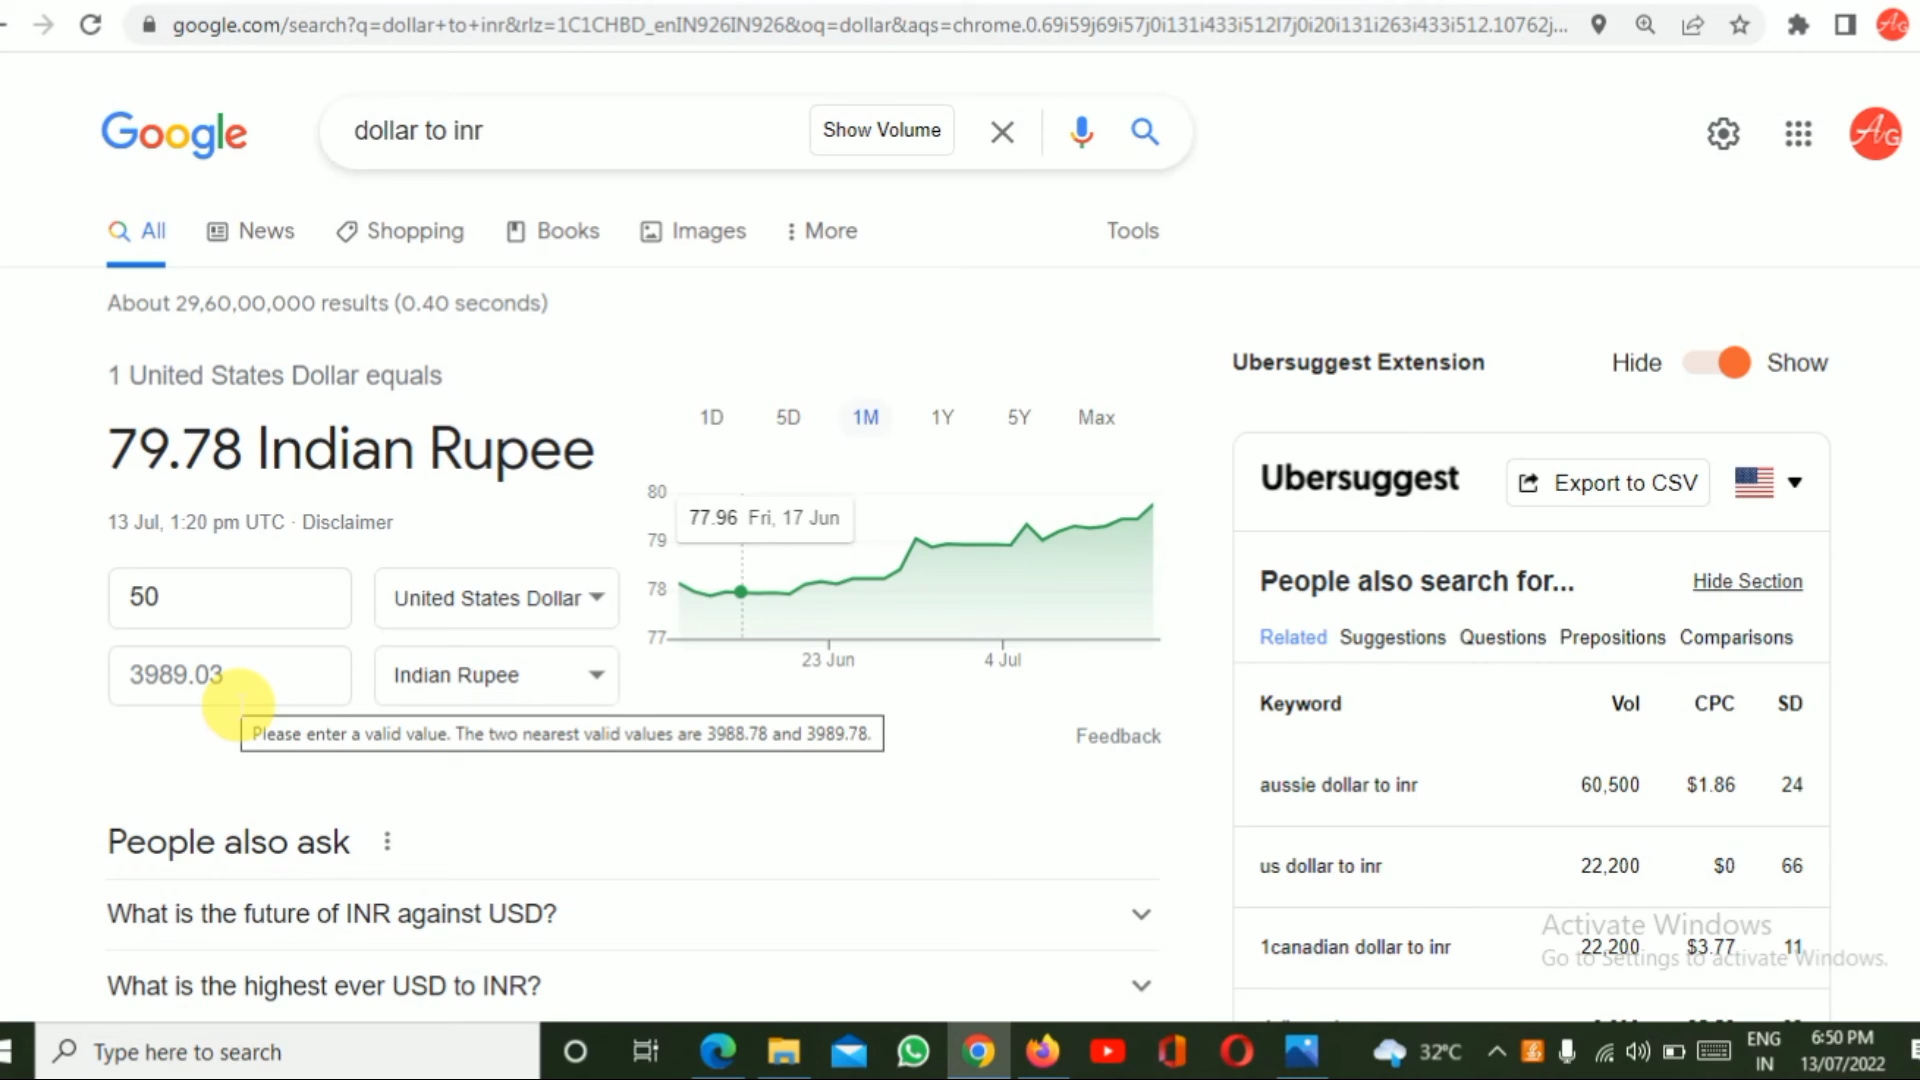 google.com/search?q=dollar+to+inr&rlz=1C1CHBD_enIN926IN926&oq=dollar&aqs=chrome.0.69i59j69i57j0i131i433i512l7j0i20i131i263i433i512.10762j...
Google
dollar to inr
Show Volume
AG
All
News
Shopping
Books
Images
More
Tools
About 29,60,00,000 results (0.40 seconds)
1 United States Dollar equals
79.78 Indian Rupee
13 Jul, 1:20 pm UTC · Disclaimer
50
United States Dollar
3989.03
Indian Rupee
Please enter a valid value. The two nearest valid values are 3988.78 and 3989.78.
1D 5D 1M 1Y 5Y Max
80
77.96 Fri, 17 Jun
79
78
77
23 Jun 4 Jul
Feedback
People also ask
What is the future of INR against USD?
What is the highest ever USD to INR?
Ubersuggest Extension
Hide Show
Ubersuggest
Export to CSV
People also search for...
Hide Section
Related Suggestions Questions Prepositions Comparisons
Keyword Vol CPC SD
aussie dollar to inr 60,500 $1.86 24
us dollar to inr 22,200 $0 66
1canadian dollar to inr 22,200 $3.77 11
Activate Windows
Go to Settings to activate Windows.
Type here to search
32°C
ENG
IN
6:50 PM
13/07/2022